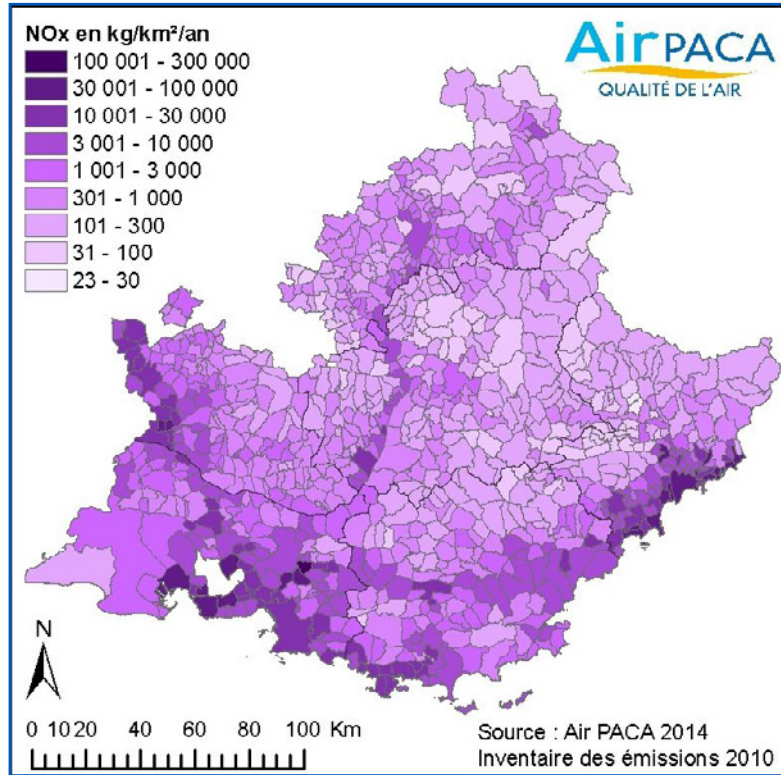 NOx en kg/km²/an
100 001 - 300 000
30 001 - 100 000
10 001 - 30 000
3 001 - 10 000
1 001 - 3 000
301 - 1 000
101 - 300
31 - 100
23 - 30
Air PACA
QUALITÉ DE L'AIR
N
0 10 20 40 60 80 100 Km
Source : Air PACA 2014
Inventaire des émissions 2010